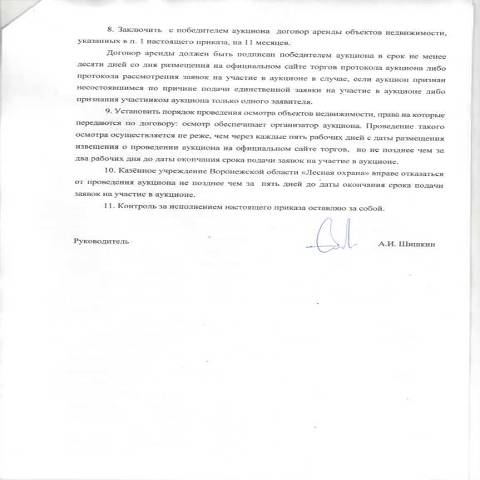 8. Заключить с победителем аукциона договор аренды объектов недвижимости,
указанных в п. 1 настоящего приказа, на 11 месяцев.
Договор аренды должен быть подписан победителем аукциона в срок не менее
десяти дней со дня размещения на официальном сайте торгов протокола аукциона либо
протокола рассмотрения заявок на участие в аукционе в случае, если аукцион признан
несостоявшимся по причине подачи единственной заявки на участие в аукционе либо
признания участником аукциона только одного заявителя.
9. Установить порядок проведения осмотра объектов недвижимости, права на которые
передаются по договору: осмотр обеспечивает организатор аукциона. Проведение такого
осмотра осуществляется не реже, чем через каждые пять рабочих дней с даты размещения
извещения о проведении аукциона на официальном сайте торгов, но не позднее чем за
два рабочих дня до даты окончания срока подачи заявок на участие в аукционе.
10. Казённое учреждение Воронежской области «Лесная охрана» вправе отказаться
от проведения аукциона не позднее чем за пять дней до даты окончания срока подачи
заявок на участие в аукционе.
11. Контроль за исполнением настоящего приказа оставляю за собой.
Руководитель А.И. Шишкин